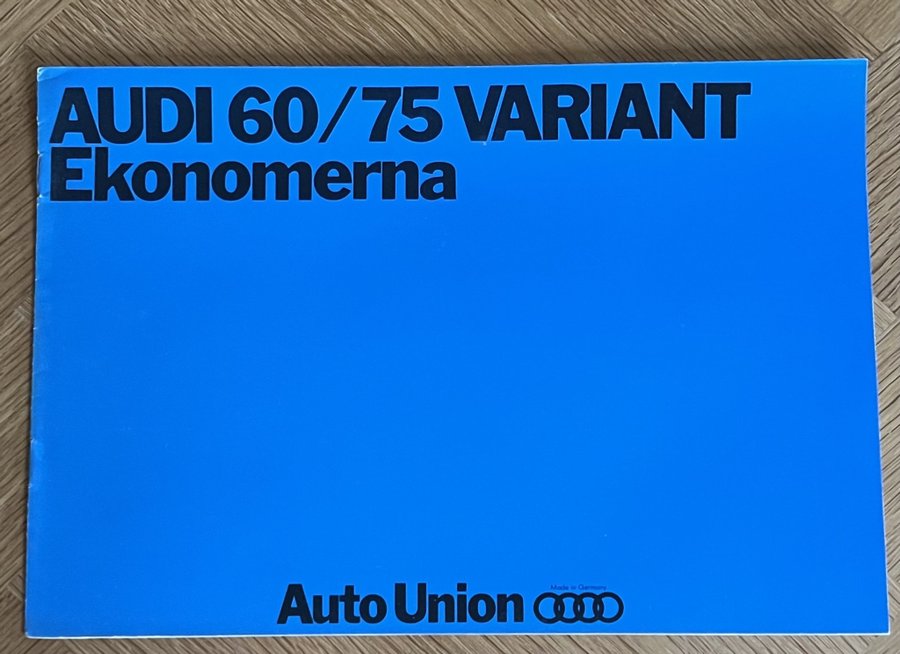 AUDI 60/75 VARIANT
Ekonomerna
Made in Germany
Auto Union